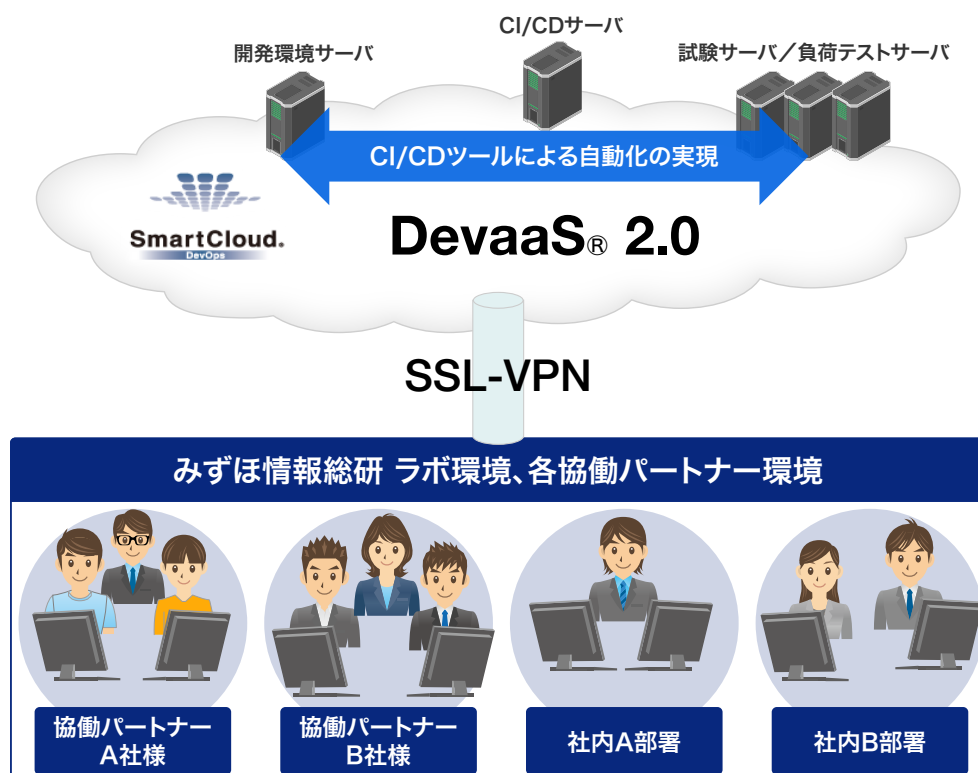 CI/CDサーバ
開発環境サーバ
試験サーバ／負荷テストサーバ
CI/CDツールによる自動化の実現
SmartCloud.
DevOps
DevaaS® 2.0
SSL-VPN
みずほ情報総研 ラボ環境、各協働パートナー環境
協働パートナー
A社様
協働パートナー
B社様
社内A部署
社内B部署